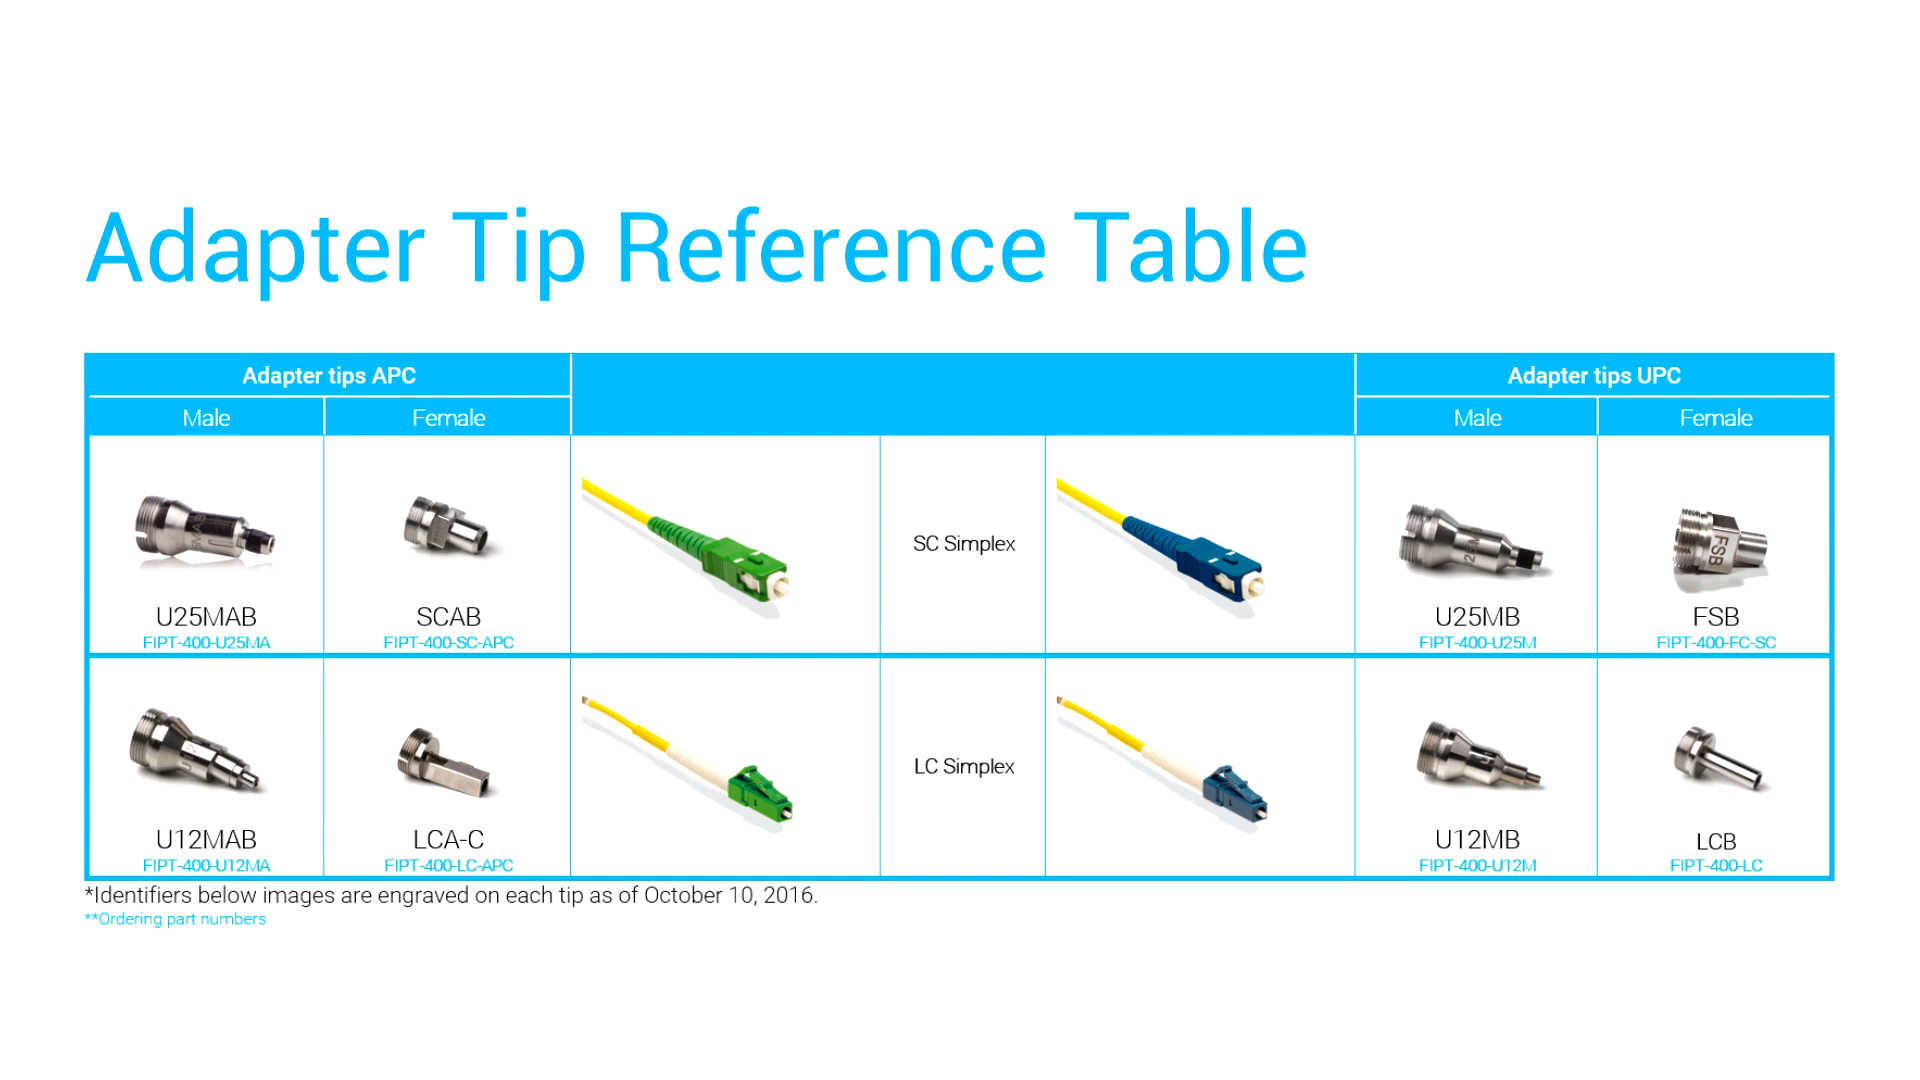 Adapter Tip Reference Table
Adapter tips APC
Adapter tips UPC
Male
Female
Male
Female
SC Simplex
U25MAB
SCAB
U25MB
FSB
FIPT-400-U25MA
FIPT-400-SC-APC
FIPT-400-U25M
FIPT-400-FC-SC
FSB
LC Simplex
U12MAB
LCA-C
U12MB
LCB
FIPT-400-U12MA
FIPT-400-LC-APC
FIPT-400-U12M
FIPT-400-LC
*Identifiers below images are engraved on each tip as of October 10, 2016.
**Ordering part numbers